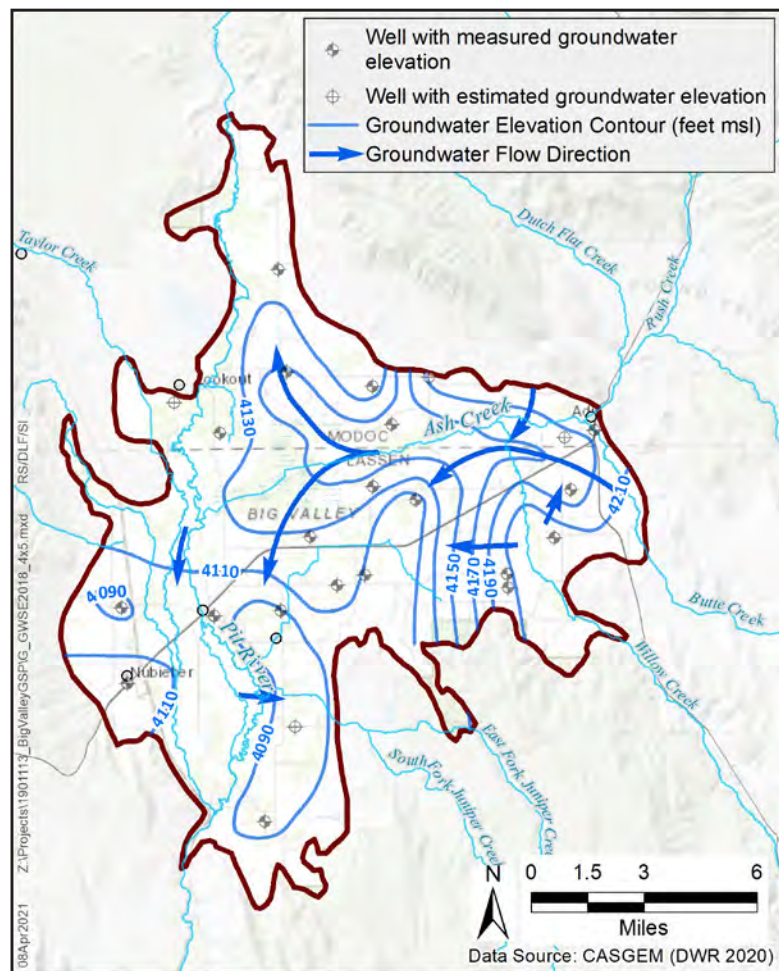 Well with measured groundwater
elevation
Well with estimated groundwater elevation
Groundwater Elevation Contour (feet msl)
Groundwater Flow Direction
Dutch Flat Creek
Taylor Creek
Rush Creek
4130
Ash Creek
MODOC
LASSEN
BIG VALLEY
4210
4110
4150
4170
4190
4090
Butte Creek
Pit River
Nubieber
Willow Creek
4110
4090
East Fork Juniper Creek
South Fork Juniper Creek
N
0 1.5 3 6
Miles
Data Source: CASGEM (DWR 2020)
08Apr2021 Z:\Projects\1901113_BigValleyGSP\G_GWSE2018_4x5.mxd RS/DLF/SI